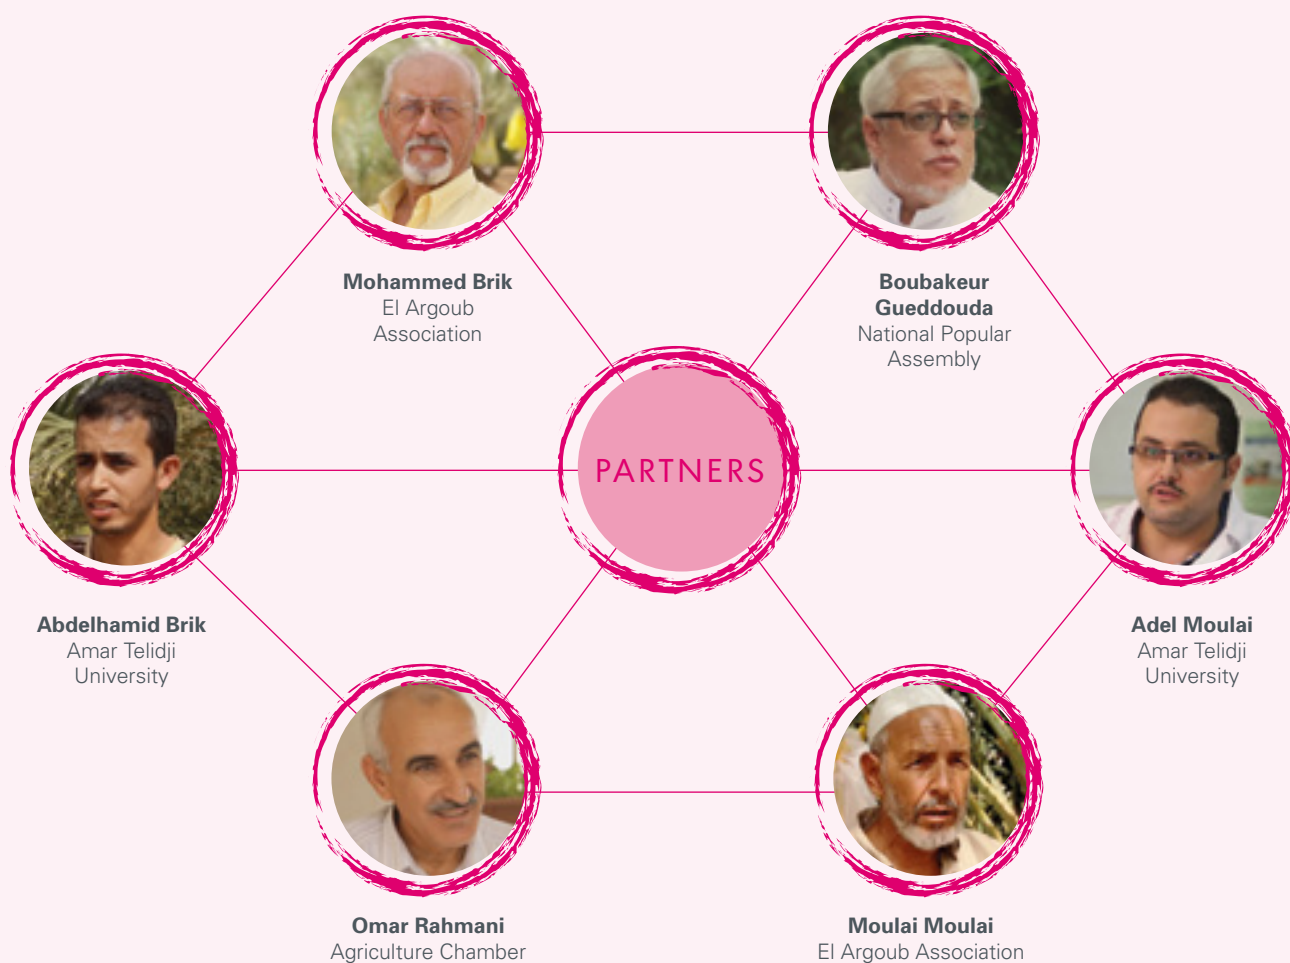 Mohammed Brik
El Argoub
Association
Boubakeur
Gueddouda
National Popular
Assembly
PARTNERS
Abdelhamid Brik
Amar Telidji
University
Adel Moulai
Amar Telidji
University
Omar Rahmani
Agriculture Chamber
Moulai Moulai
El Argoub Association